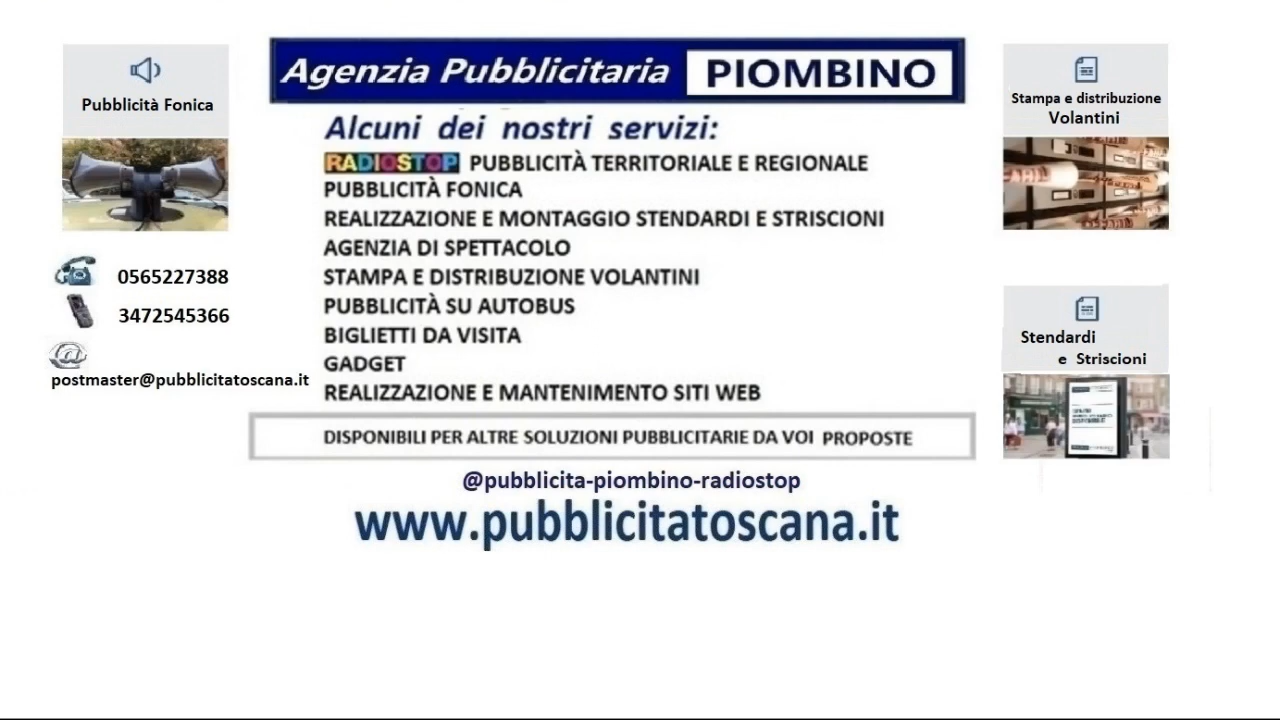 Agenzia Pubblicitaria PIOMBINO
Pubblicità Fonica
Stampa e distribuzione
Volantini
Alcuni dei nostri servizi:
RADIOSTOP PUBBLICITÀ TERRITORIALE E REGIONALE
PUBBLICITÀ FONICA
REALIZZAZIONE E MONTAGGIO STENDARDI E STRISCIONI
AGENZIA DI SPETTACOLO
STAMPA E DISTRIBUZIONE VOLANTINI
PUBBLICITÀ SU AUTOBUS
BIGLIETTI DA VISITA
GADGET
REALIZZAZIONE E MANTENIMENTO SITI WEB
DISPONIBILI PER ALTRE SOLUZIONI PUBBLICITARIE DA VOI PROPOSTE
0565227388
3472545366
@
postmaster@pubblicitatoscana.it
Stendardi
e Striscioni
@pubblicita-piombino-radiostop
www.pubblicitatoscana.it